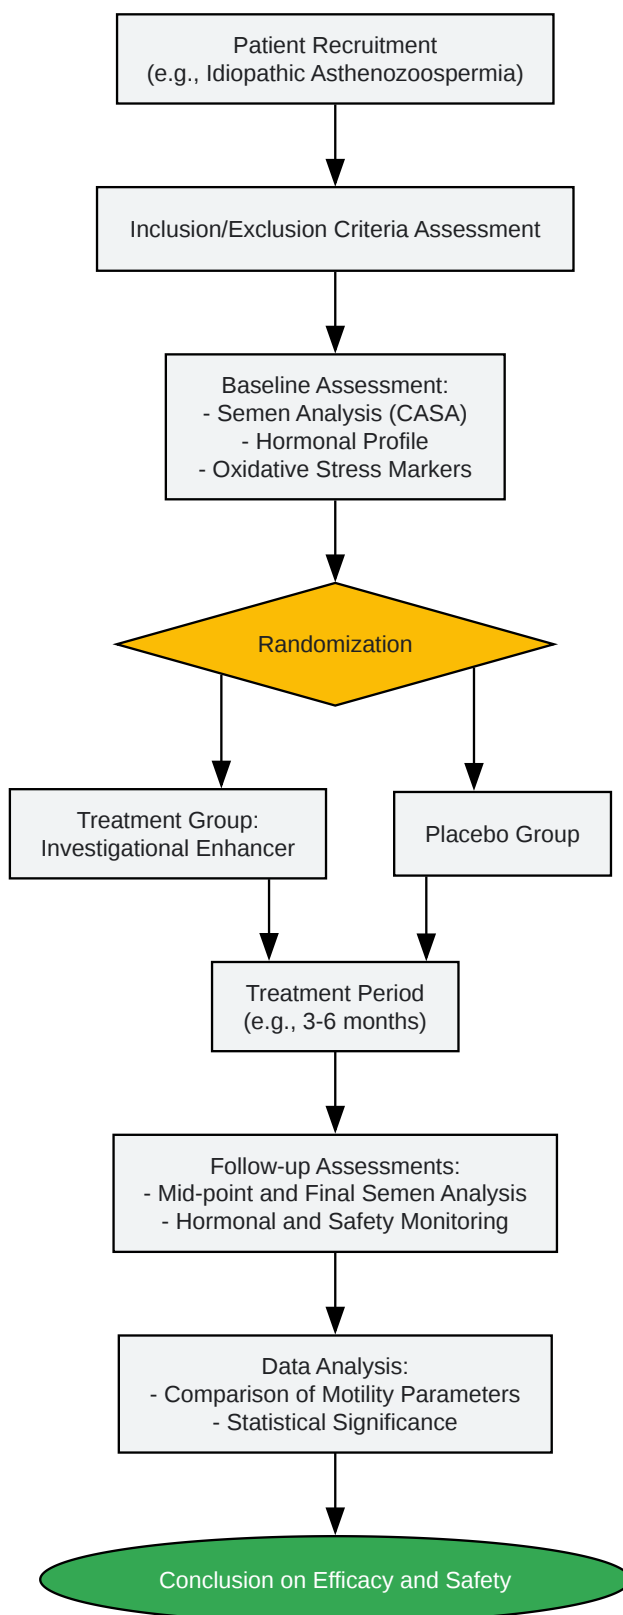 Patient Recruitment
(e.g., Idiopathic Asthenozoospermia)
Inclusion/Exclusion Criteria Assessment
Baseline Assessment:
- Semen Analysis (CASA)
- Hormonal Profile
- Oxidative Stress Markers
Randomization
Treatment Group:
Investigational Enhancer
Placebo Group
Treatment Period
(e.g., 3-6 months)
Follow-up Assessments:
- Mid-point and Final Semen Analysis
- Hormonal and Safety Monitoring
Data Analysis:
- Comparison of Motility Parameters
- Statistical Significance
Conclusion on Efficacy and Safety